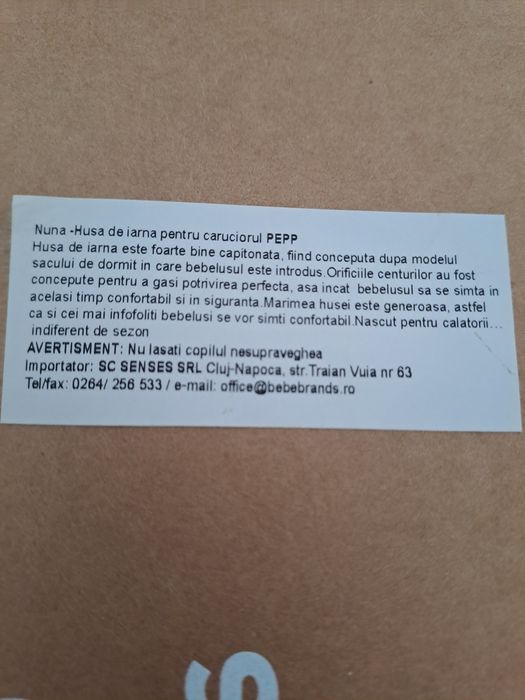 Nuna -Husa de iarna pentru caruciorul PEPP
Husa de iarna este foarte bine capitonata, fiind conceputa dupa modelul
sacului de dormit in care bebelusul este introdus.Orificiile centurilor au fost
concepute pentru a gasi potrivirea perfecta, asa incat bebelusul sa se simta in
acelasi timp confortabil si in siguranta.Marimea husei este generoasa, astfel
ca si cei mai infofoliti bebelusi se vor simti confortabil.Nascut pentru calatorii...
indiferent de sezon
AVERTISMENT: Nu lasati copilul nesupraveghea
Importator: SC SENSES SRL Cluj-Napoca, str.Traian Vuia nr 63
Tel/fax: 0264/ 256 533 / e-mail: office@bebebrands.ro